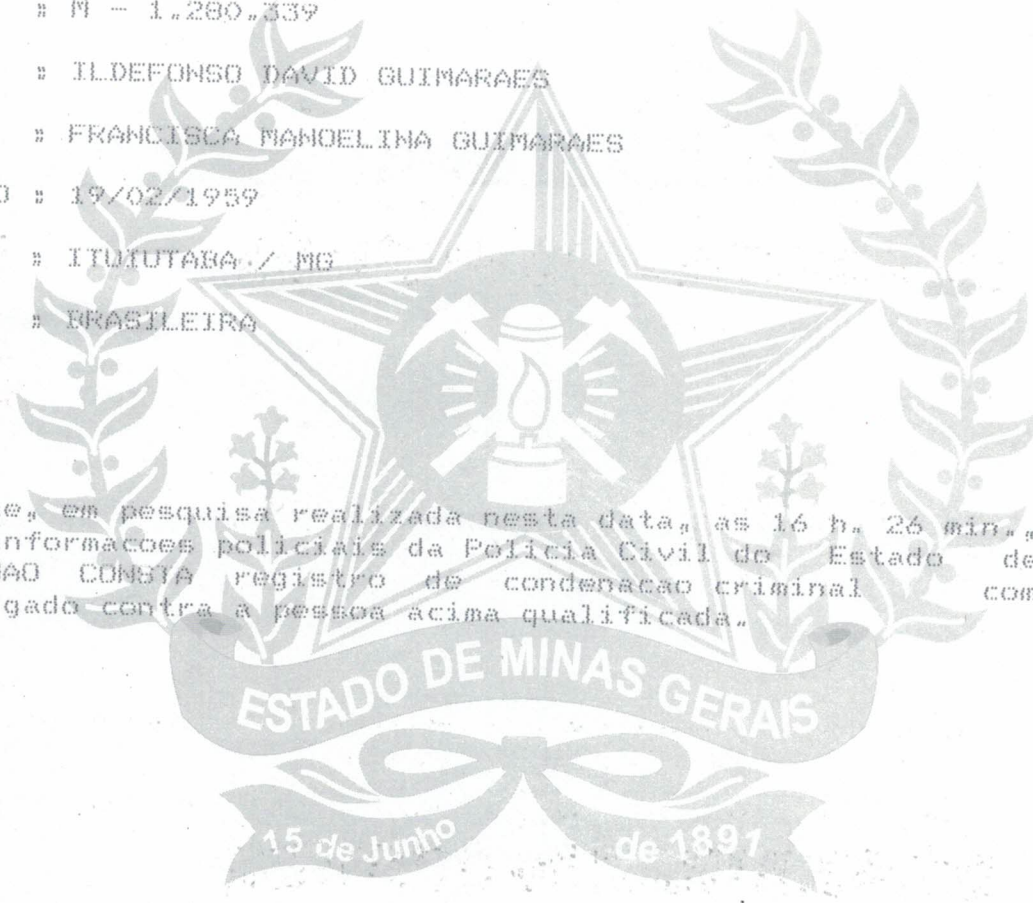 : M - 1.280.339
: ILDEFONSO DAVID GUIMARAES
: FRANCISCA MANOELINA GUIMARAES
O : 19/02/1959
: ITUIUTABA / MG
: BRASILEIRA
e, em pesquisa realizada nesta data, as 16 h. 26 min.,
nformacoes policiais da Policia Civil do Estado de
NAO CONSTA registro de condenacao criminal com
gado contra a pessoa acima qualificada.
ESTADO DE MINAS GERAIS
15 de Junho de 1891